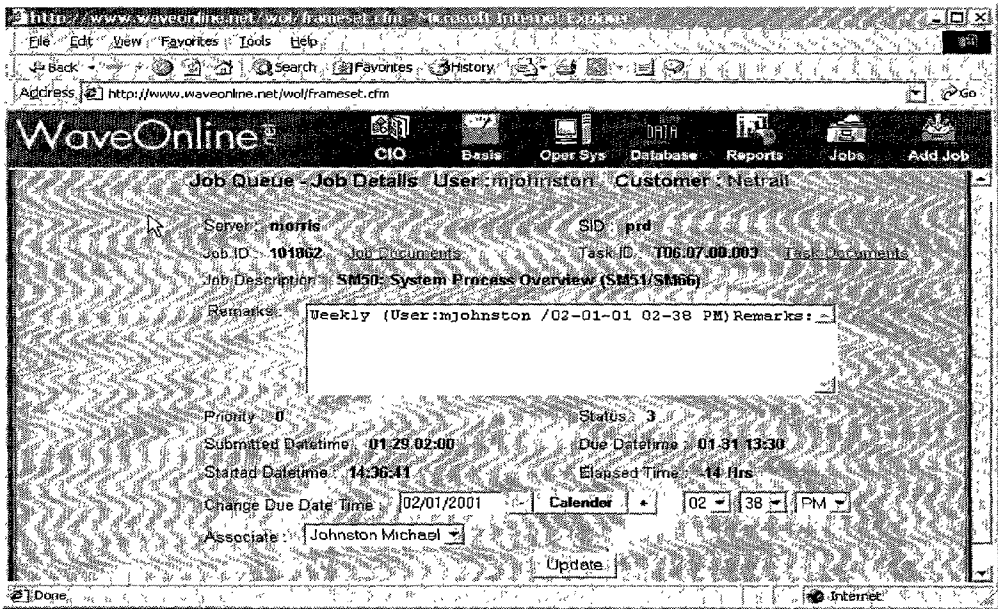 http://www.waveonline.net/wol/frameset.cfm - Microsoft Internet Explorer
File Edit View Favorites Tools Help
Back Search Favorites History
Address http://www.waveonline.net/wol/frameset.cfm Go
WaveOnline CIO Basis Oper Sys DATA Database Reports Jobs Add Job
Job Queue - Job Details User :mjohnston Customer : Netrail
Server : morris SID : prd
Job ID : 101862 Job Documents Task ID : T06.07.00.003 Task Documents
Job Description : SM50: System Process Overview (SM51/SM66)
Remarks : Weekly (User:mjohnston /02-01-01 02-38 PM)Remarks:
Priority : 0 Status : 3
Submitted Datetime : 01-29 02:00 Due Datetime : 01-31 13:30
Started Datetime : 14:36:41 Elapsed Time : -14 Hrs
Change Due Date Time : 02/01/2001 - Calender + 02 38 PM
Associate : Johnston Michael
Update
Done Internet